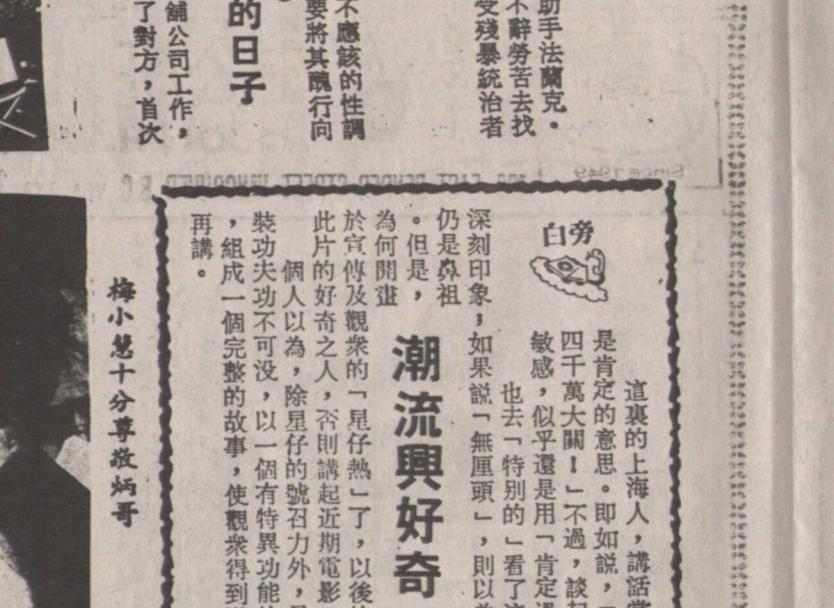 助手法蘭克。
不辭勞苦去找
受殘暴統治者
不應該的性調
要將其醜行向
的日子
舖公司工作,
了對方,首次
旁白
潮流興好奇
這裏的上海人,講話
是肯定的意思。即如說,
四千萬大關!」不過,談
敏感,似乎還是用「肯定
也去「特別的」看了
深刻印象,如果説「無厘頭」,則以
仍是鼻祖
。但是,
為何開畫
於宣傳及觀衆的「星仔熱」了,以後
此片的好奇之人,否則講起近期電影
個人以為,除星仔的號召力外,
裝功夫功不可没,以一個有特異功能
,組成一個完整的故事,使觀衆得到
再講。
梅小慧十分尊敬炳哥